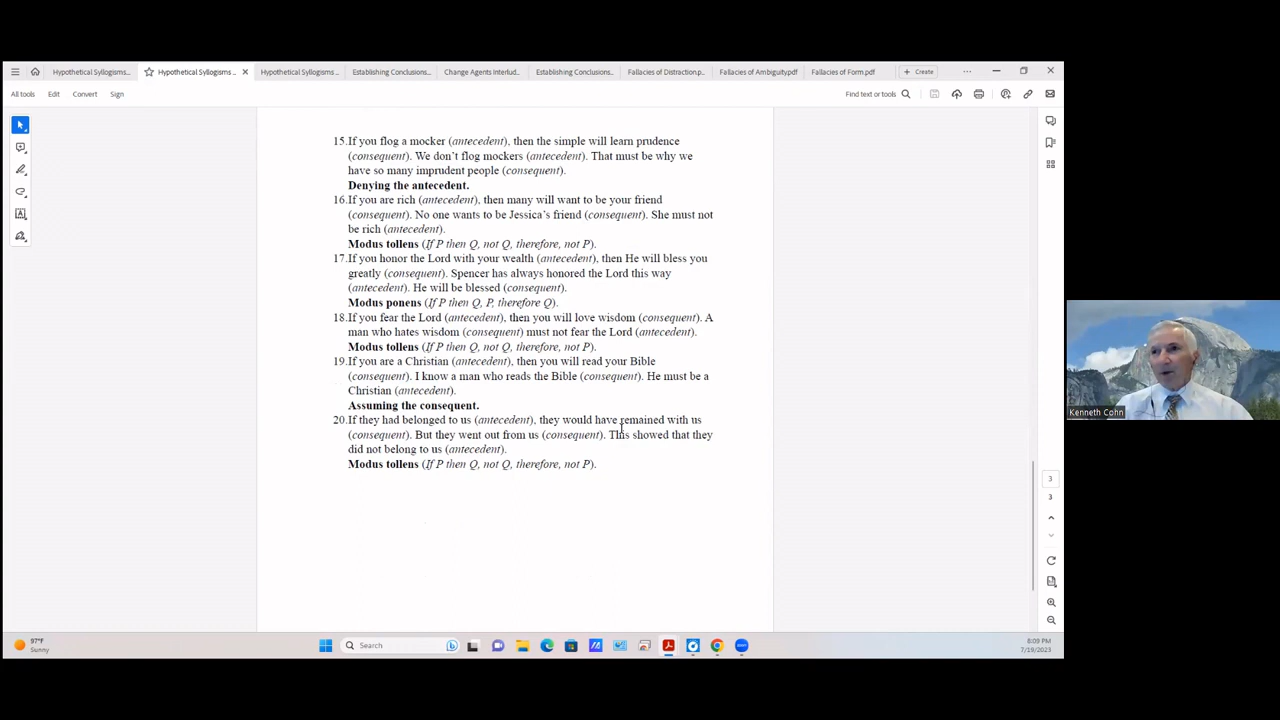 Hypothetical Syllogisms...
Hypothetical Syllogisms ...
Hypothetical Syllogisms ...
Establishing Conclusions...
Change Agents Interlud...
Establishing Conclusions...
Fallacies of Distraction.p...
Fallacies of Ambiguity.pdf
Fallacies of Form.pdf
+ Create
All tools Edit Convert Sign
Find text or tools
15.If you flog a mocker (antecedent), then the simple will learn prudence
(consequent). We don't flog mockers (antecedent). That must be why we
have so many imprudent people (consequent).
Denying the antecedent.
16.If you are rich (antecedent), then many will want to be your friend
(consequent). No one wants to be Jessica's friend (consequent). She must not
be rich (antecedent).
Modus tollens (If P then Q, not Q, therefore, not P).
17.If you honor the Lord with your wealth (antecedent), then He will bless you
greatly (consequent). Spencer has always honored the Lord this way
(antecedent). He will be blessed (consequent).
Modus ponens (If P then Q, P, therefore Q).
18.If you fear the Lord (antecedent), then you will love wisdom (consequent). A
man who hates wisdom (consequent) must not fear the Lord (antecedent).
Modus tollens (If P then Q, not Q, therefore, not P).
19.If you are a Christian (antecedent), then you will read your Bible
(consequent). I know a man who reads the Bible (consequent). He must be a
Christian (antecedent).
Assuming the consequent.
20.If they had belonged to us (antecedent), they would have remained with us
(consequent). But they went out from us (consequent). This showed that they
did not belong to us (antecedent).
Modus tollens (If P then Q, not Q, therefore, not P).
3
3
Kenneth Cohn
97°F
Sunny
Search
8:09 PM
7/19/2023